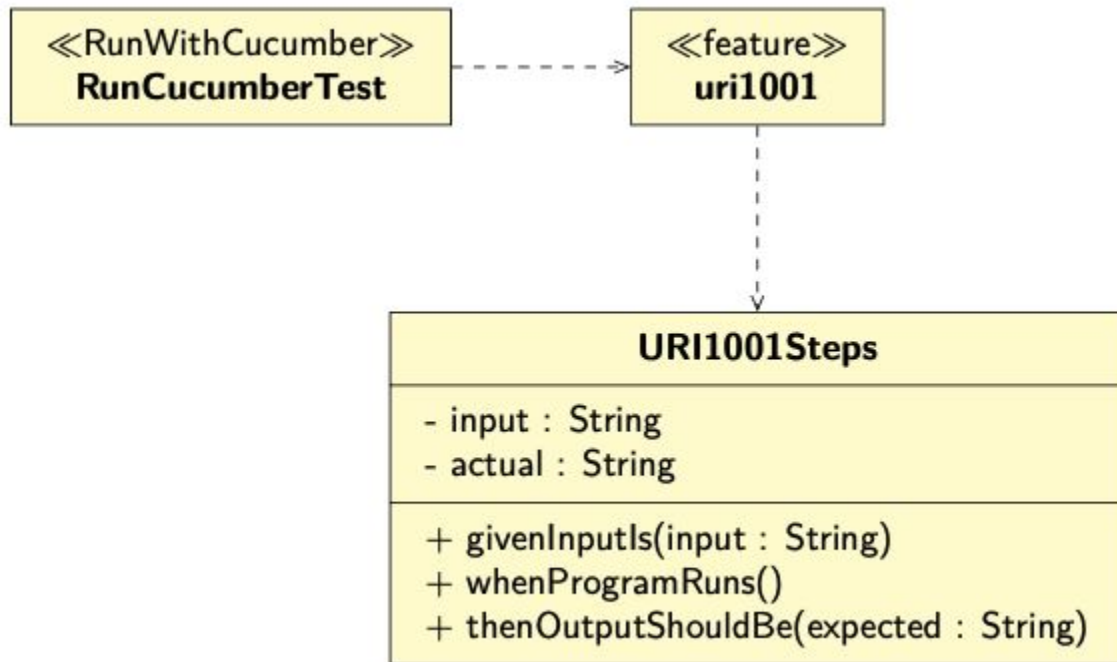 ≪RunWithCucumber≫
RunCucumberTest
≪feature≫
uri1001
URI1001Steps
- input : String
- actual : String
+ givenInputIs(input : String)
+ whenProgramRuns()
+ thenOutputShouldBe(expected : String)